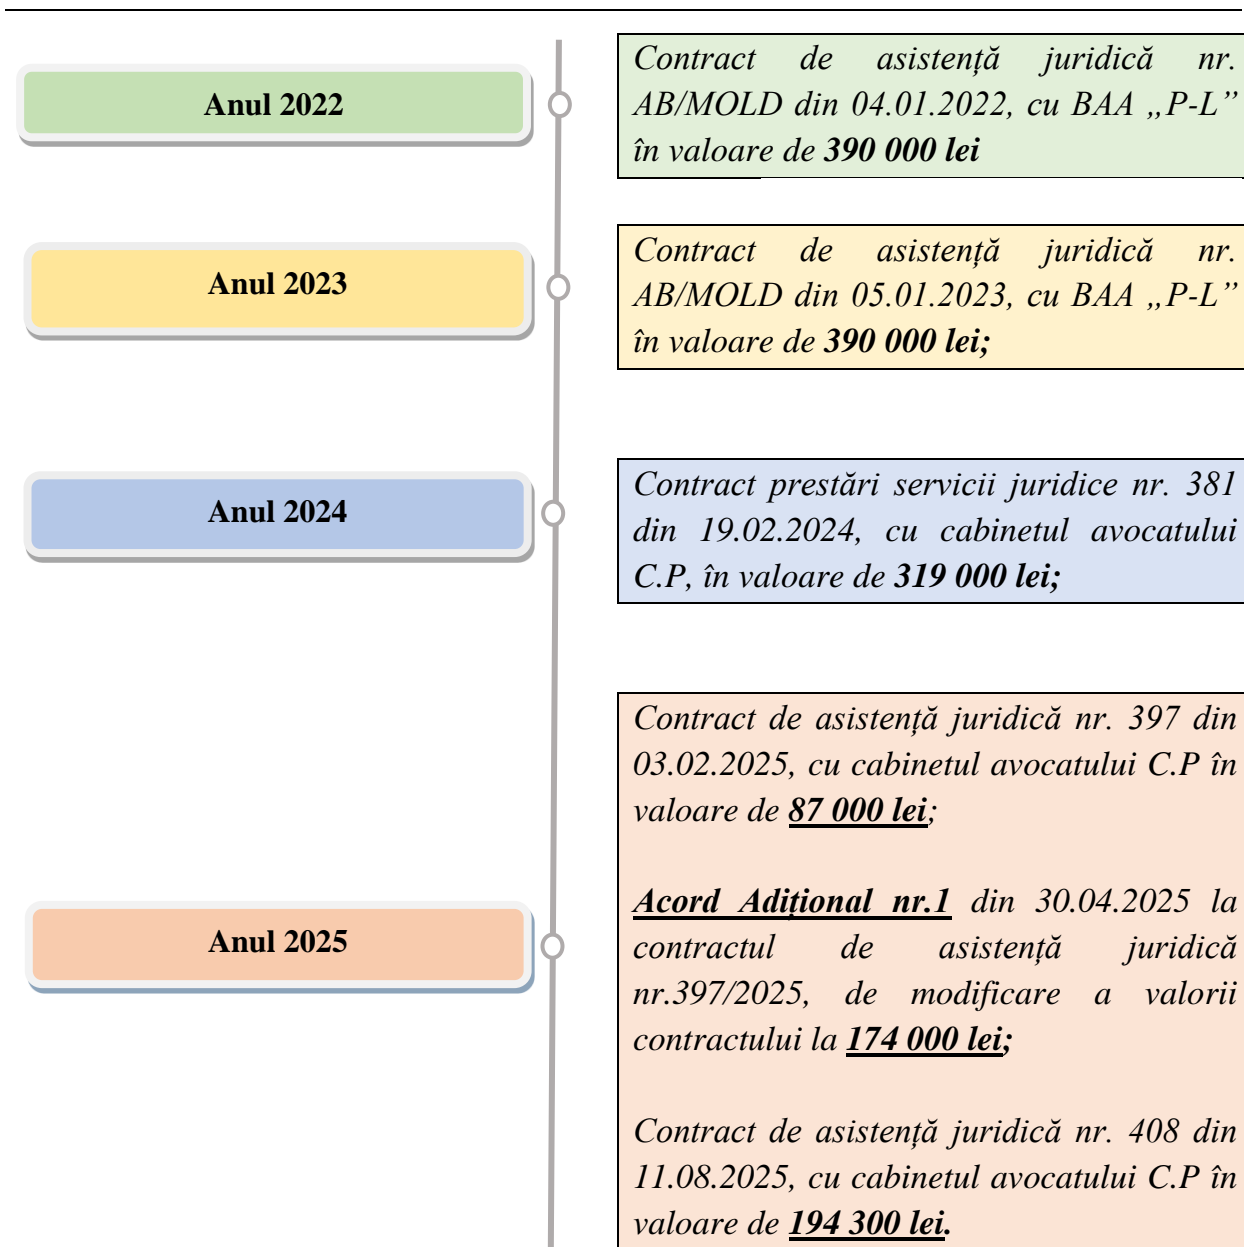 Anul 2022
Contract de asistență juridică nr.
AB/MOLD din 04.01.2022, cu BAA „P-L”
în valoare de 390 000 lei
Anul 2023
Contract de asistență juridică nr.
AB/MOLD din 05.01.2023, cu BAA „P-L”
în valoare de 390 000 lei;
Anul 2024
Contract prestări servicii juridice nr. 381
din 19.02.2024, cu cabinetul avocatului
C.P, în valoare de 319 000 lei;
Anul 2025
Contract de asistență juridică nr. 397 din
03.02.2025, cu cabinetul avocatului C.P în
valoare de 87 000 lei;
Acord Adițional nr.1 din 30.04.2025 la
contractul de asistență juridică
nr.397/2025, de modificare a valorii
contractului la 174 000 lei;
Contract de asistență juridică nr. 408 din
11.08.2025, cu cabinetul avocatului C.P în
valoare de 194 300 lei.